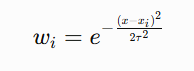 $w_i = e^{-\frac{(x-x_i)^2}{2\tau^2}}$